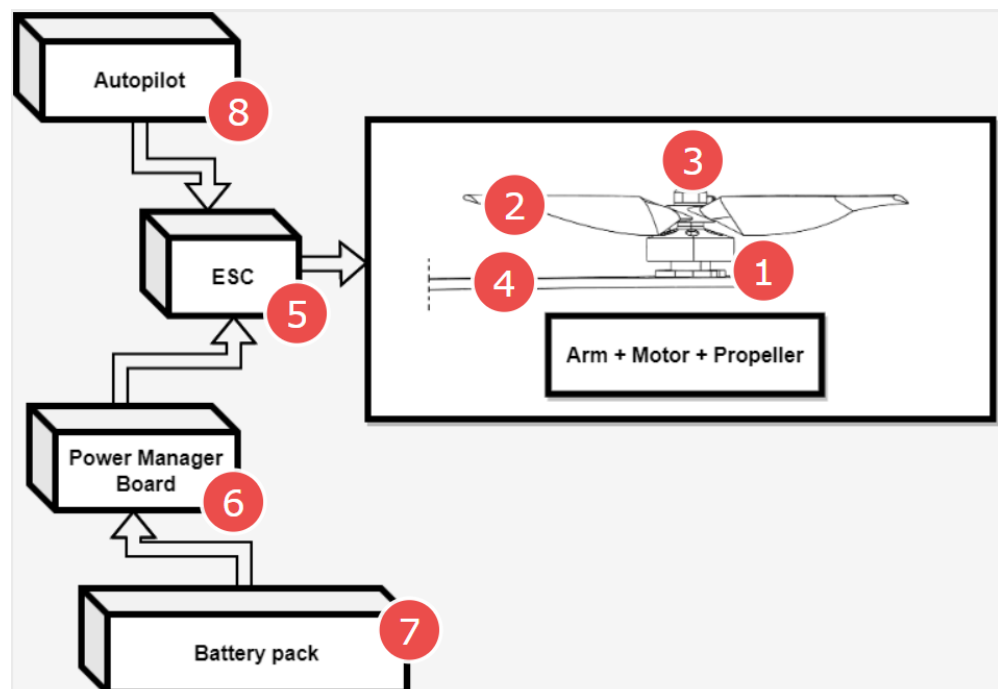 Autopilot
8
3
2
ESC
5
4
1
Arm + Motor + Propeller
Power Manager
Board
6
7
Battery pack